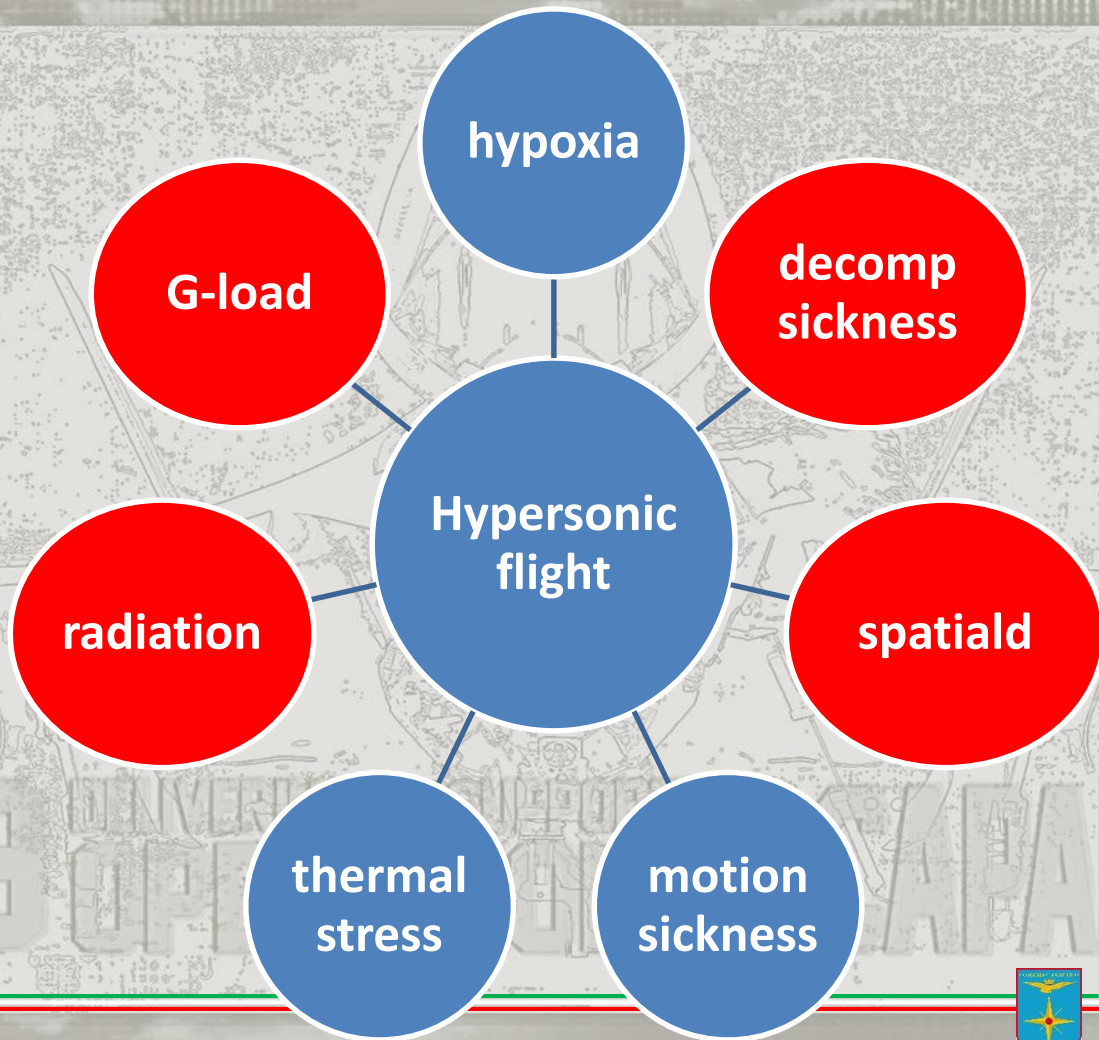 hypoxia
G-load
decomp
sickness
Hypersonic
flight
radiation
spatiald
thermal
stress
motion
sickness